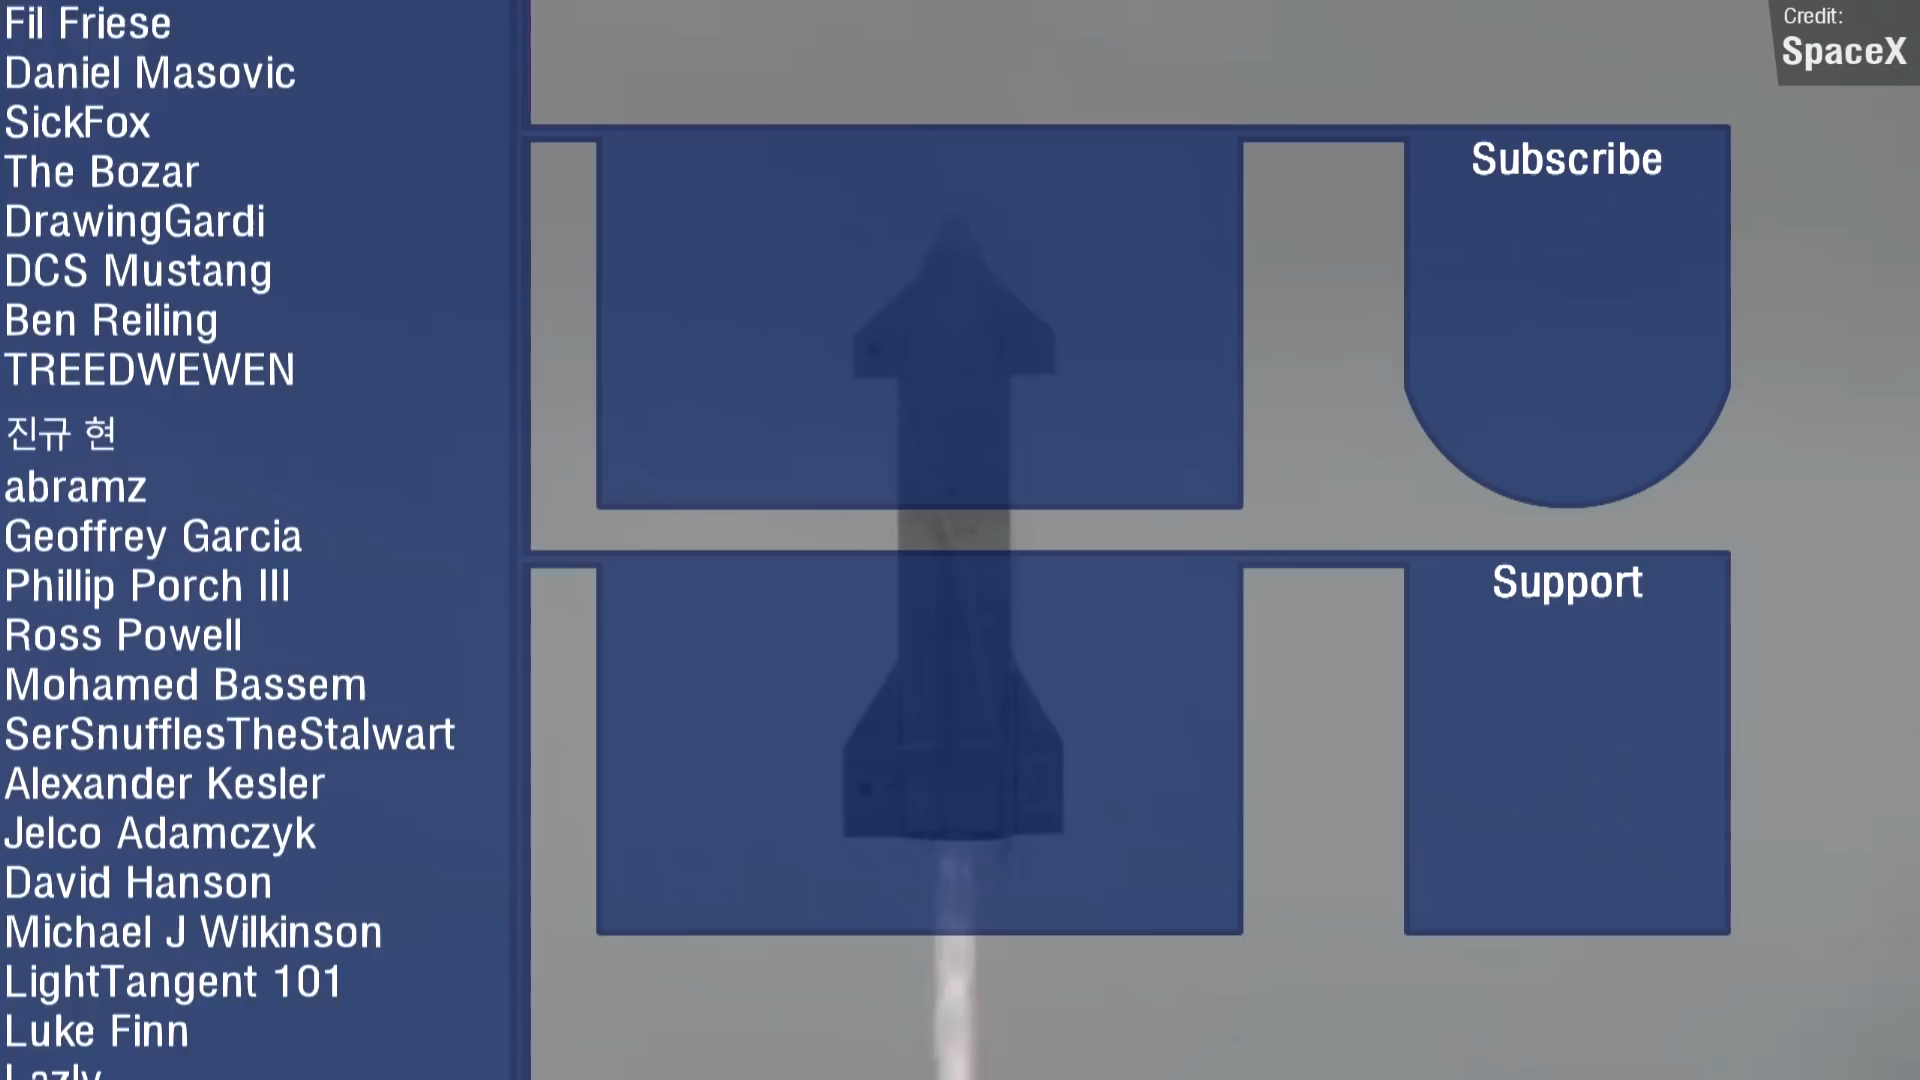 Fil Friese
Daniel Masovic
SickFox
The Bozar
DrawingGardi
DCS Mustang
Ben Reiling
TREEDWEWEN
진규 현
abramz
Geoffrey Garcia
Phillip Porch III
Ross Powell
Mohamed Bassem
SerSnufflesTheStalwart
Alexander Kesler
Jelco Adamczyk
David Hanson
Michael J Wilkinson
LightTangent 101
Luke Finn
Subscribe
Support
Credit:
SpaceX